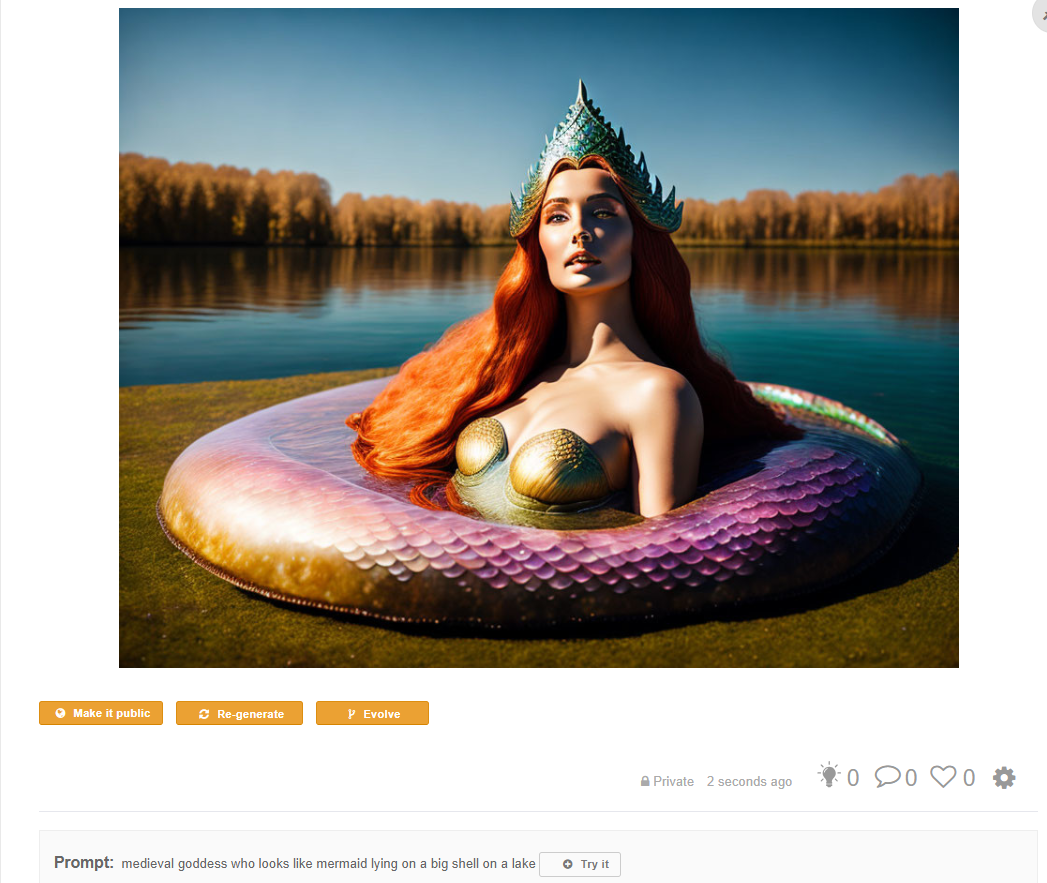 Make it public Re-generate Evolve
Private 2 seconds ago 0 0 0
Prompt: medieval goddess who looks like mermaid lying on a big shell on a lake Try it